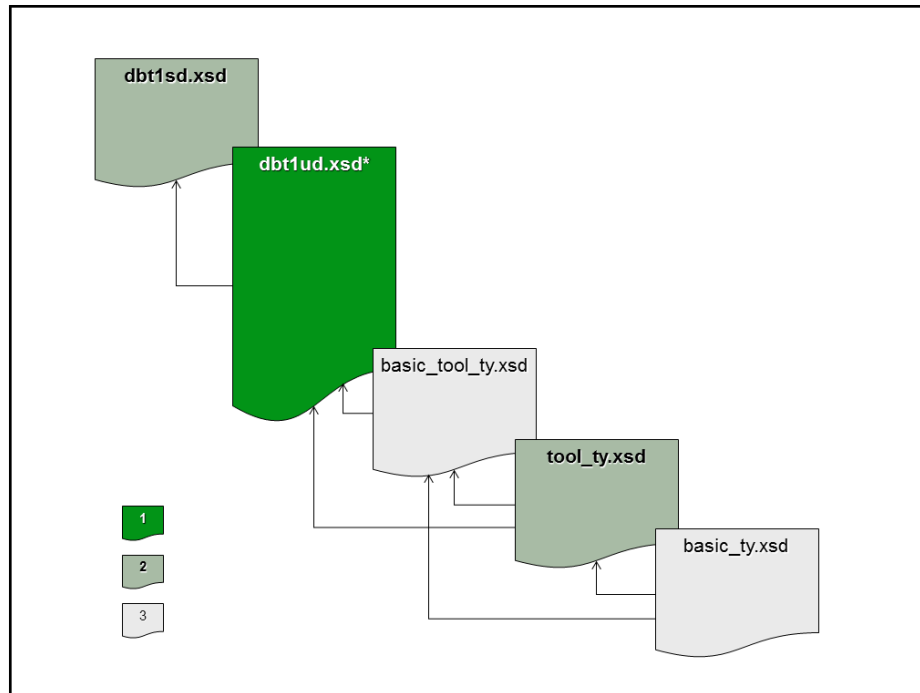 dbt1sd.xsd
dbt1ud.xsd*
basic_tool_ty.xsd
tool_ty.xsd
basic_ty.xsd
1
2
3